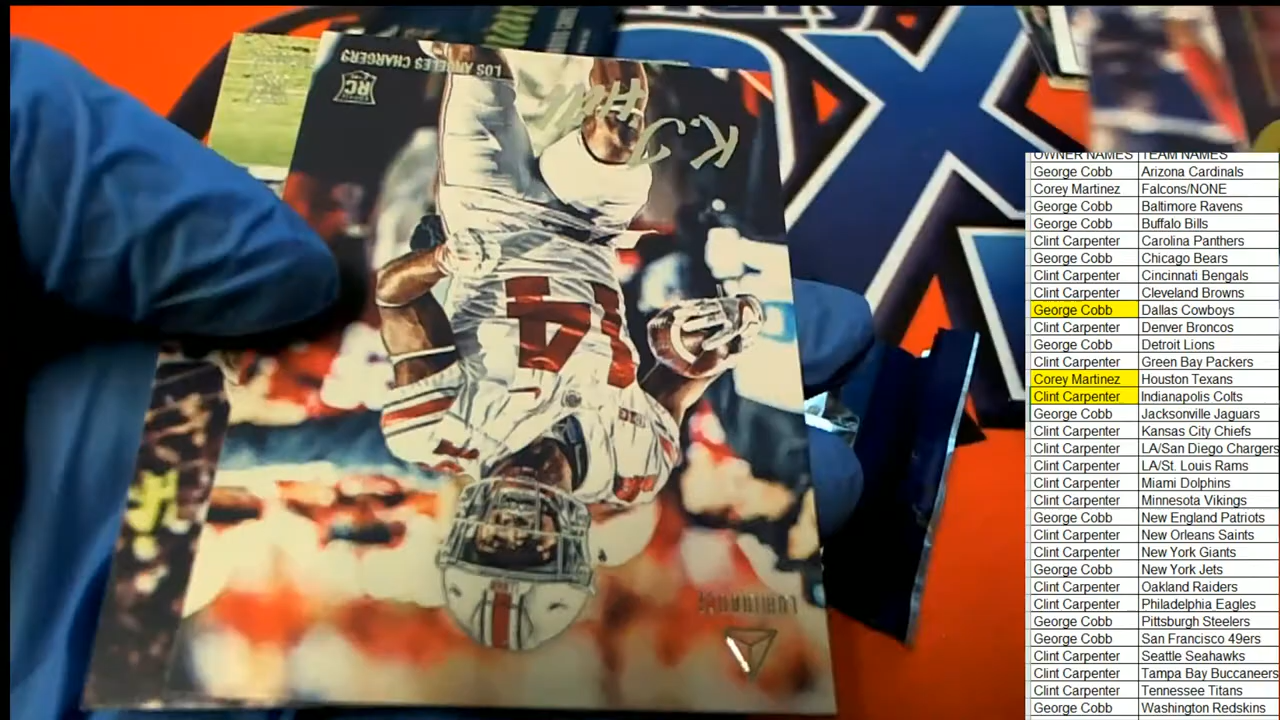 LOS ANGELES CHARGERS
RC
K.J. Hill
14
LUMINANCE
X
OWNER NAMES TEAM NAMES
George Cobb Arizona Cardinals
Corey Martinez Falcons/NONE
George Cobb Baltimore Ravens
George Cobb Buffalo Bills
Clint Carpenter Carolina Panthers
George Cobb Chicago Bears
Clint Carpenter Cincinnati Bengals
Clint Carpenter Cleveland Browns
George Cobb Dallas Cowboys
Clint Carpenter Denver Broncos
George Cobb Detroit Lions
Clint Carpenter Green Bay Packers
Corey Martinez Houston Texans
Clint Carpenter Indianapolis Colts
George Cobb Jacksonville Jaguars
Clint Carpenter Kansas City Chiefs
Clint Carpenter LA/San Diego Chargers
Clint Carpenter LA/St. Louis Rams
Clint Carpenter Miami Dolphins
Clint Carpenter Minnesota Vikings
George Cobb New England Patriots
Clint Carpenter New Orleans Saints
Clint Carpenter New York Giants
George Cobb New York Jets
Clint Carpenter Oakland Raiders
Clint Carpenter Philadelphia Eagles
George Cobb Pittsburgh Steelers
George Cobb San Francisco 49ers
Clint Carpenter Seattle Seahawks
Clint Carpenter Tampa Bay Buccaneers
Clint Carpenter Tennessee Titans
George Cobb Washington Redskins